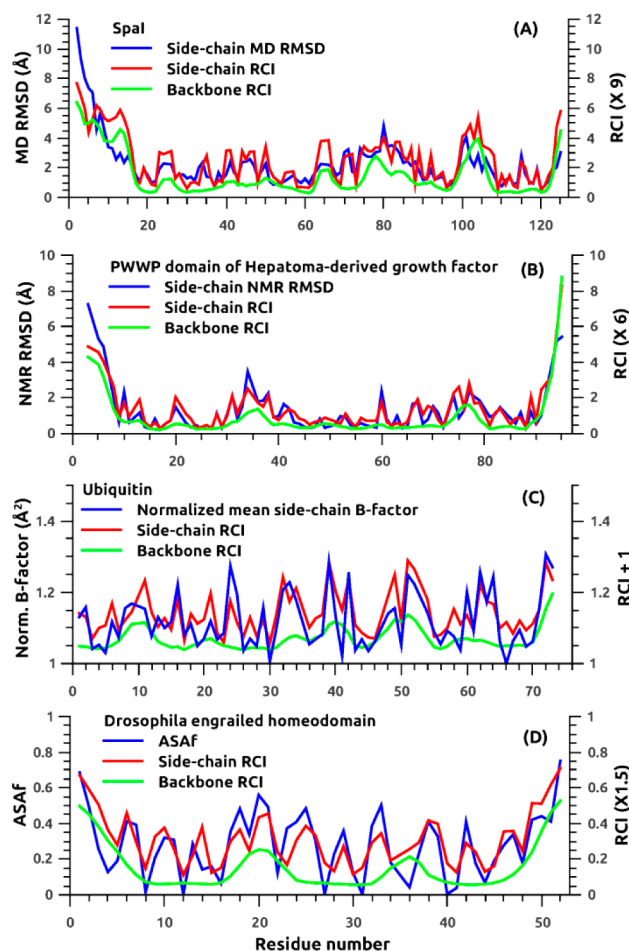 SpaI
(A)
Side-chain MD RMSD
Side-chain RCI
Backbone RCI
MD RMSD (Å)
RCI (X 9)
12
10
8
6
4
2
0
12
10
8
6
4
2
0
0 20 40 60 80 100 120
PWWP domain of Hepatoma-derived growth factor
(B)
Side-chain NMR RMSD
Side-chain RCI
Backbone RCI
NMR RMSD (Å)
RCI (X 6)
10
8
6
4
2
0
10
8
6
4
2
0
0 20 40 60 80
Ubiquitin
(C)
Normalized mean side-chain B-factor
Side-chain RCI
Backbone RCI
Norm. B-factor (Å²)
RCI + 1
1.4
1.2
1
1.4
1.2
1
0 10 20 30 40 50 60 70
Drosophila engrailed homeodomain
(D)
ASAf
Side-chain RCI
Backbone RCI
ASAf
RCI (X1.5)
1
0.8
0.6
0.4
0.2
0
1
0.8
0.6
0.4
0.2
0
0 10 20 30 40 50
Residue number